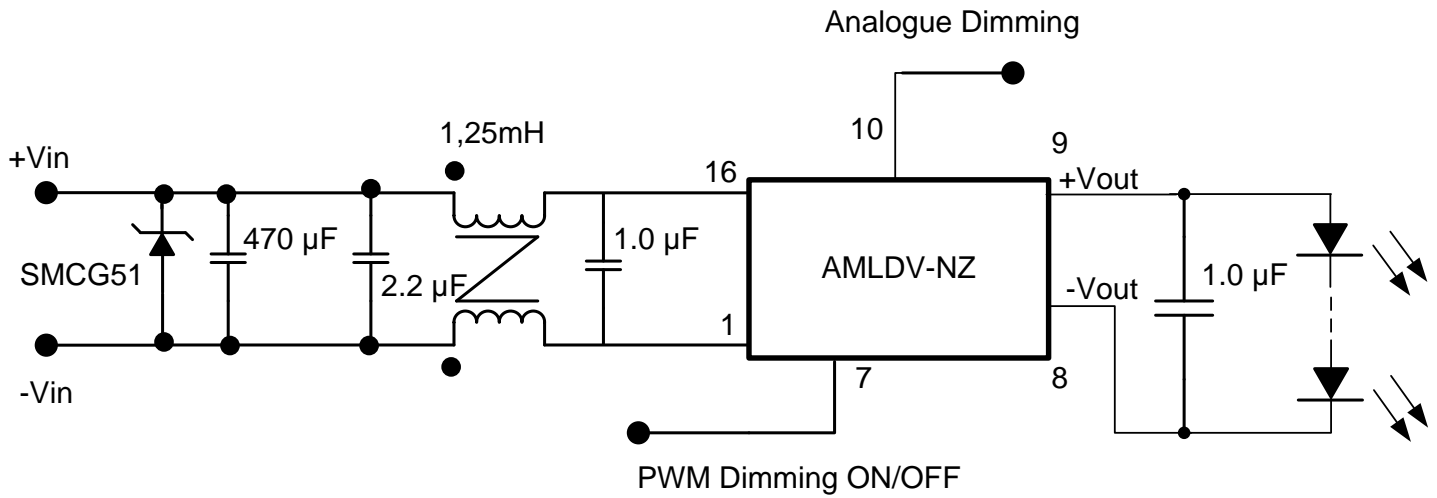 Analogue Dimming
10
9
1,25mH
+Vin
16
+Vout
470 µF
1.0 µF
SMCG51
2.2 µF
AMLDV-NZ
-Vout
1.0 µF
1
-Vin
7
8
PWM Dimming ON/OFF